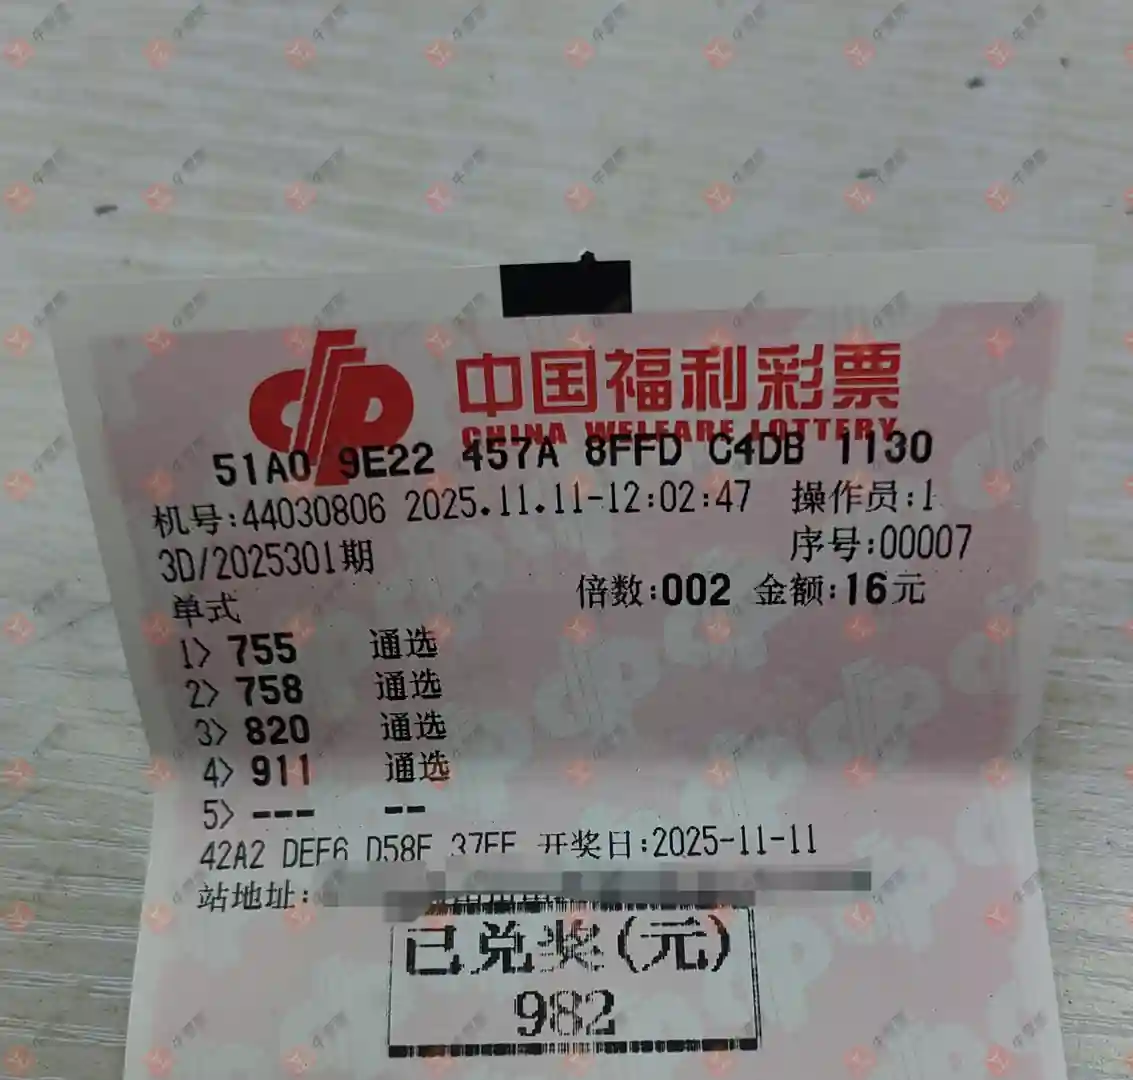 中国福利彩票
CHINA WELFARE LOTTERY
51A0 9E22 457A 8FFD C4DB 1130
机号:44030806 2025.11.11-12:02:47 操作员:1
3D/2025301期 序号:00007
单式 倍数:002 金额:16元
1> 755 通选
2> 758 通选
3> 820 通选
4> 911 通选
5> --- --
42A2 DEF6 D58F 37FF 开奖日:2025-11-11
站地址:
已兑奖(元)
982